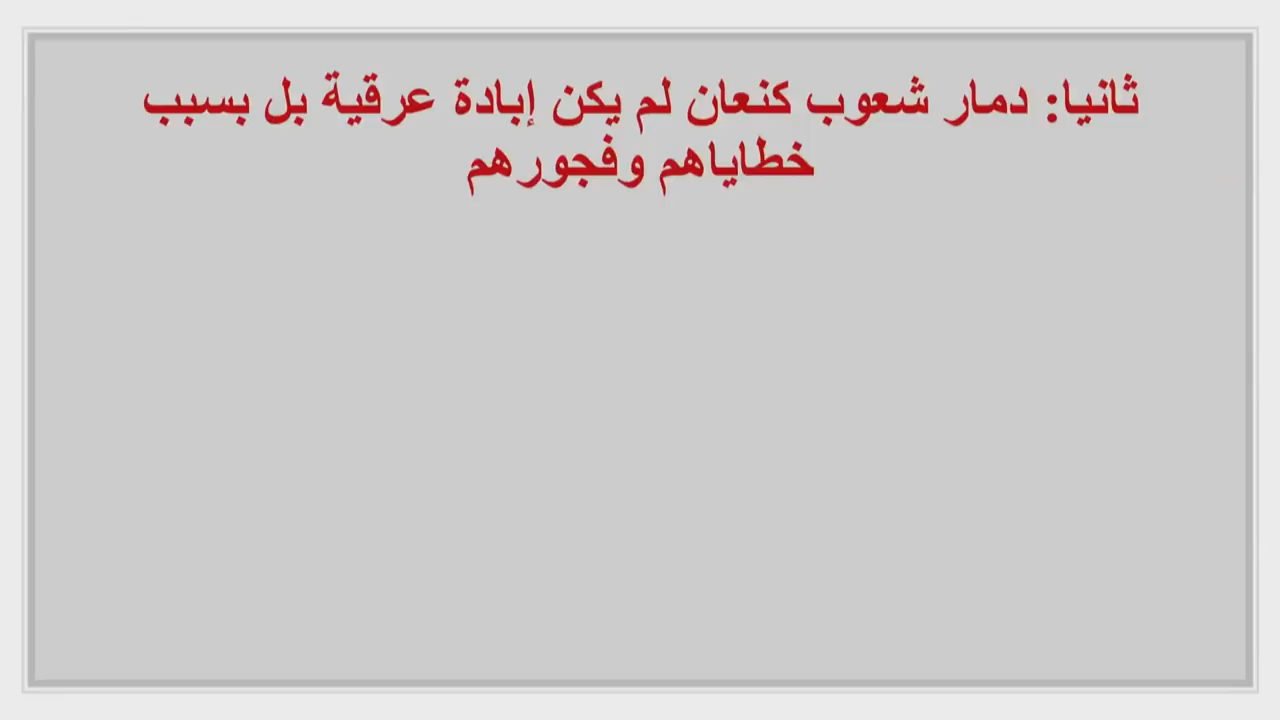 ثانيا: دمار شعوب كنعان لم يكن إبادة عرقية بل بسبب
خطاياهم وفجورهم